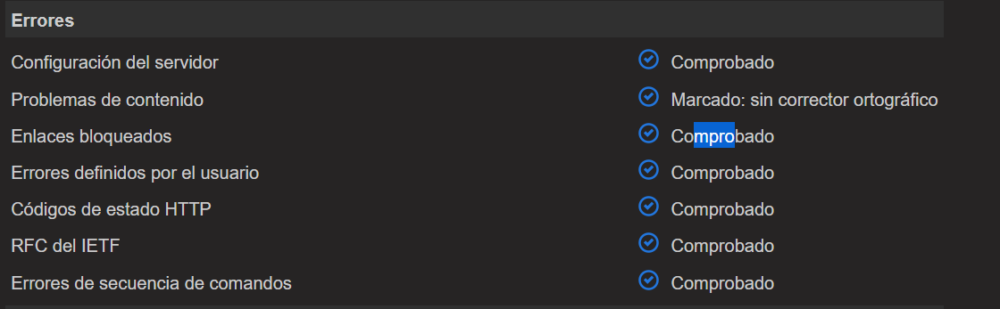 Errores
Configuración del servidor Comprobado
Problemas de contenido Marcado: sin corrector ortográfico
Enlaces bloqueados Comprobado
Errores definidos por el usuario Comprobado
Códigos de estado HTTP Comprobado
RFC del IETF Comprobado
Errores de secuencia de comandos Comprobado